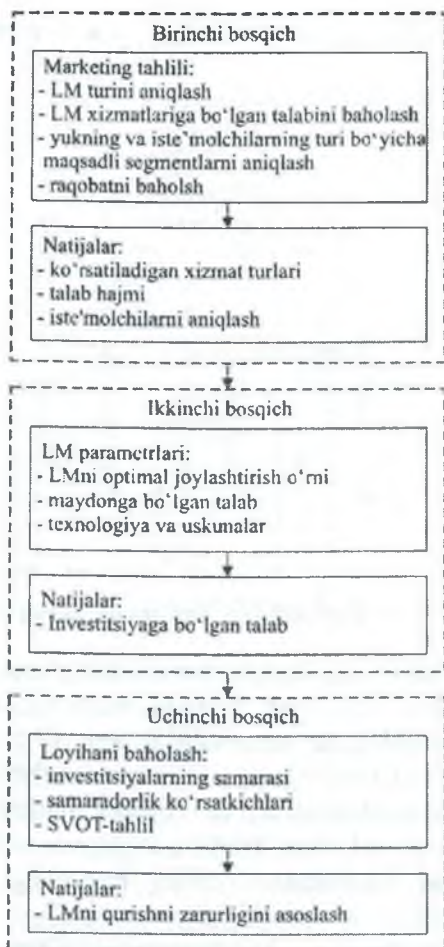 Birinchi bosqich
Marketing tahlili:
- LM turini aniqlash
- LM xizmatlariga bo‘lgan talabini baholash
- yukning va iste`molchilarning turi bo‘yicha
maqsadli segmentlarni aniqlash
- raqobatni baholsh
Natijalar:
- ko‘rsatiladigan xizmat turlari
- talab hajmi
- iste'molchilarni aniqlash
Ikkinchi bosqich
LM parametrlari:
- LMni optimal joylashtirish o‘rni
- maydonga bo‘lgan talab
- texnologiya va uskunalar
Natijalar:
- Investitsiyaga bo‘lgan talab
Uchinchi bosqich
Loyihani baholash:
- investitsiyalarning samarasi
- samaradorlik ko‘rsatkichlari
- SVOT-tahlil
Natijalar:
- LMni qurishni zarurligini asoslash